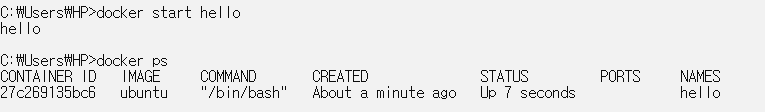 C:₩Users₩HP>docker start hello
hello
C:₩Users₩HP>docker ps
CONTAINER ID IMAGE COMMAND CREATED STATUS PORTS NAMES
27c269135bc6 ubuntu "/bin/bash" About a minute ago Up 7 seconds hello